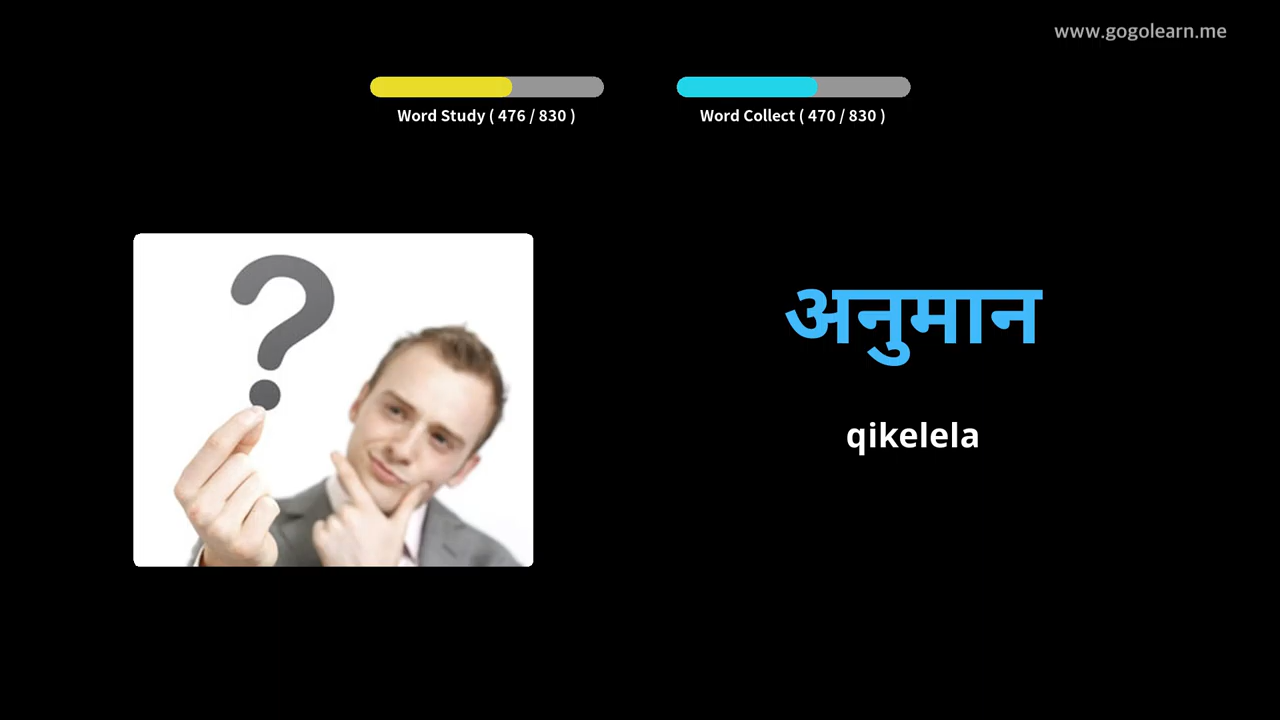 www.gogolearn.me
Word Study ( 476 / 830 )
Word Collect ( 470 / 830 )
?
अनुमान
qikelela